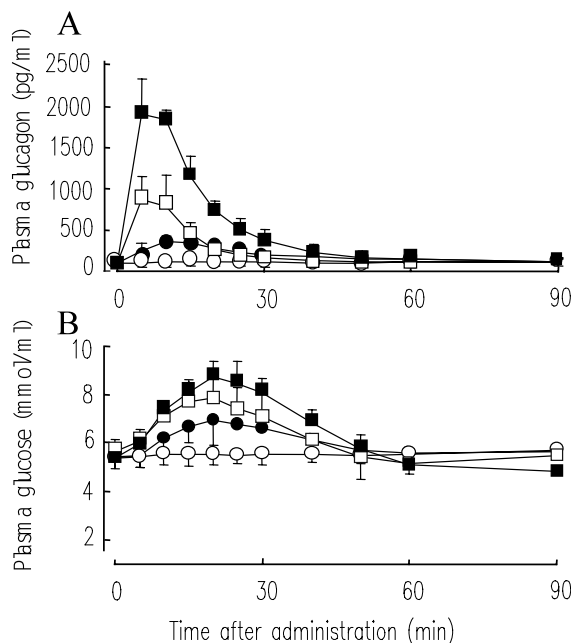 A
Plasma glucagon (pg/ml)
2500
2000
1500
1000
500
0
0 30 60 90
B
Plasma glucose (mmol/ml)
10
8
6
4
2
0 30 60 90
Time after administration (min)